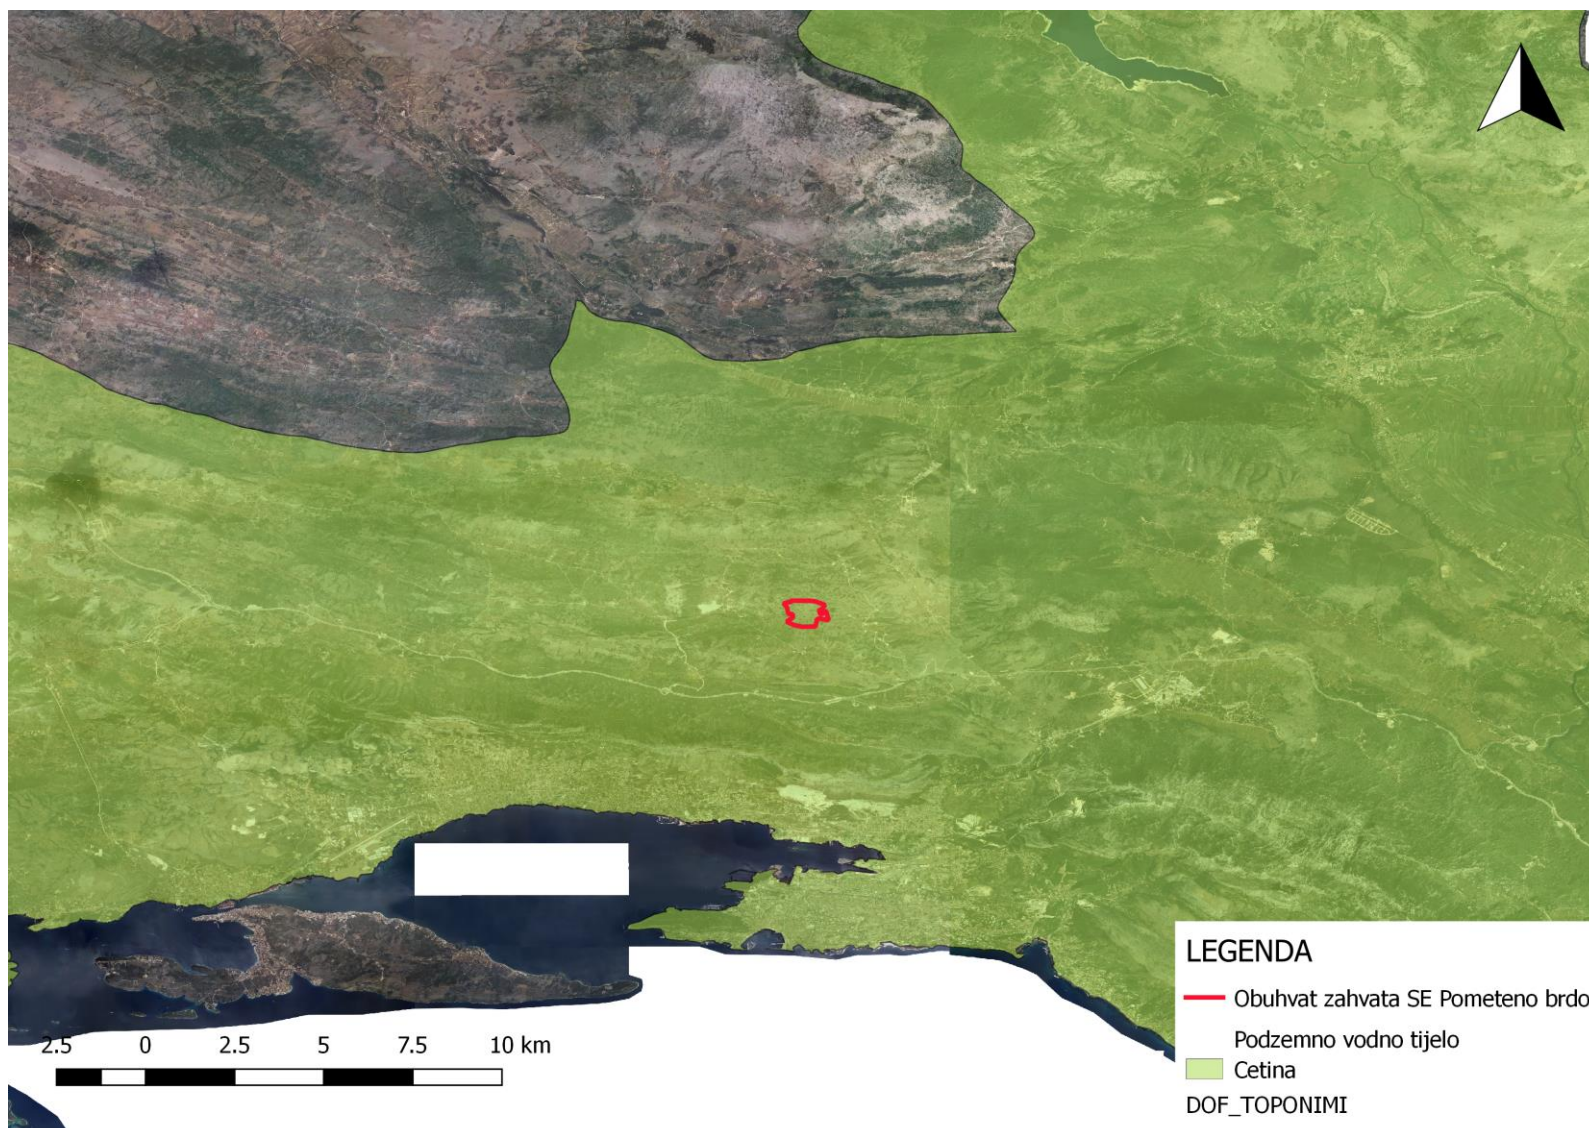 LEGENDA
Obuhvat zahvata SE Pometeno brdo
Podzemno vodno tijelo
Cetina
DOF_TOPONIMI
2.5 0 2.5 5 7.5 10 km